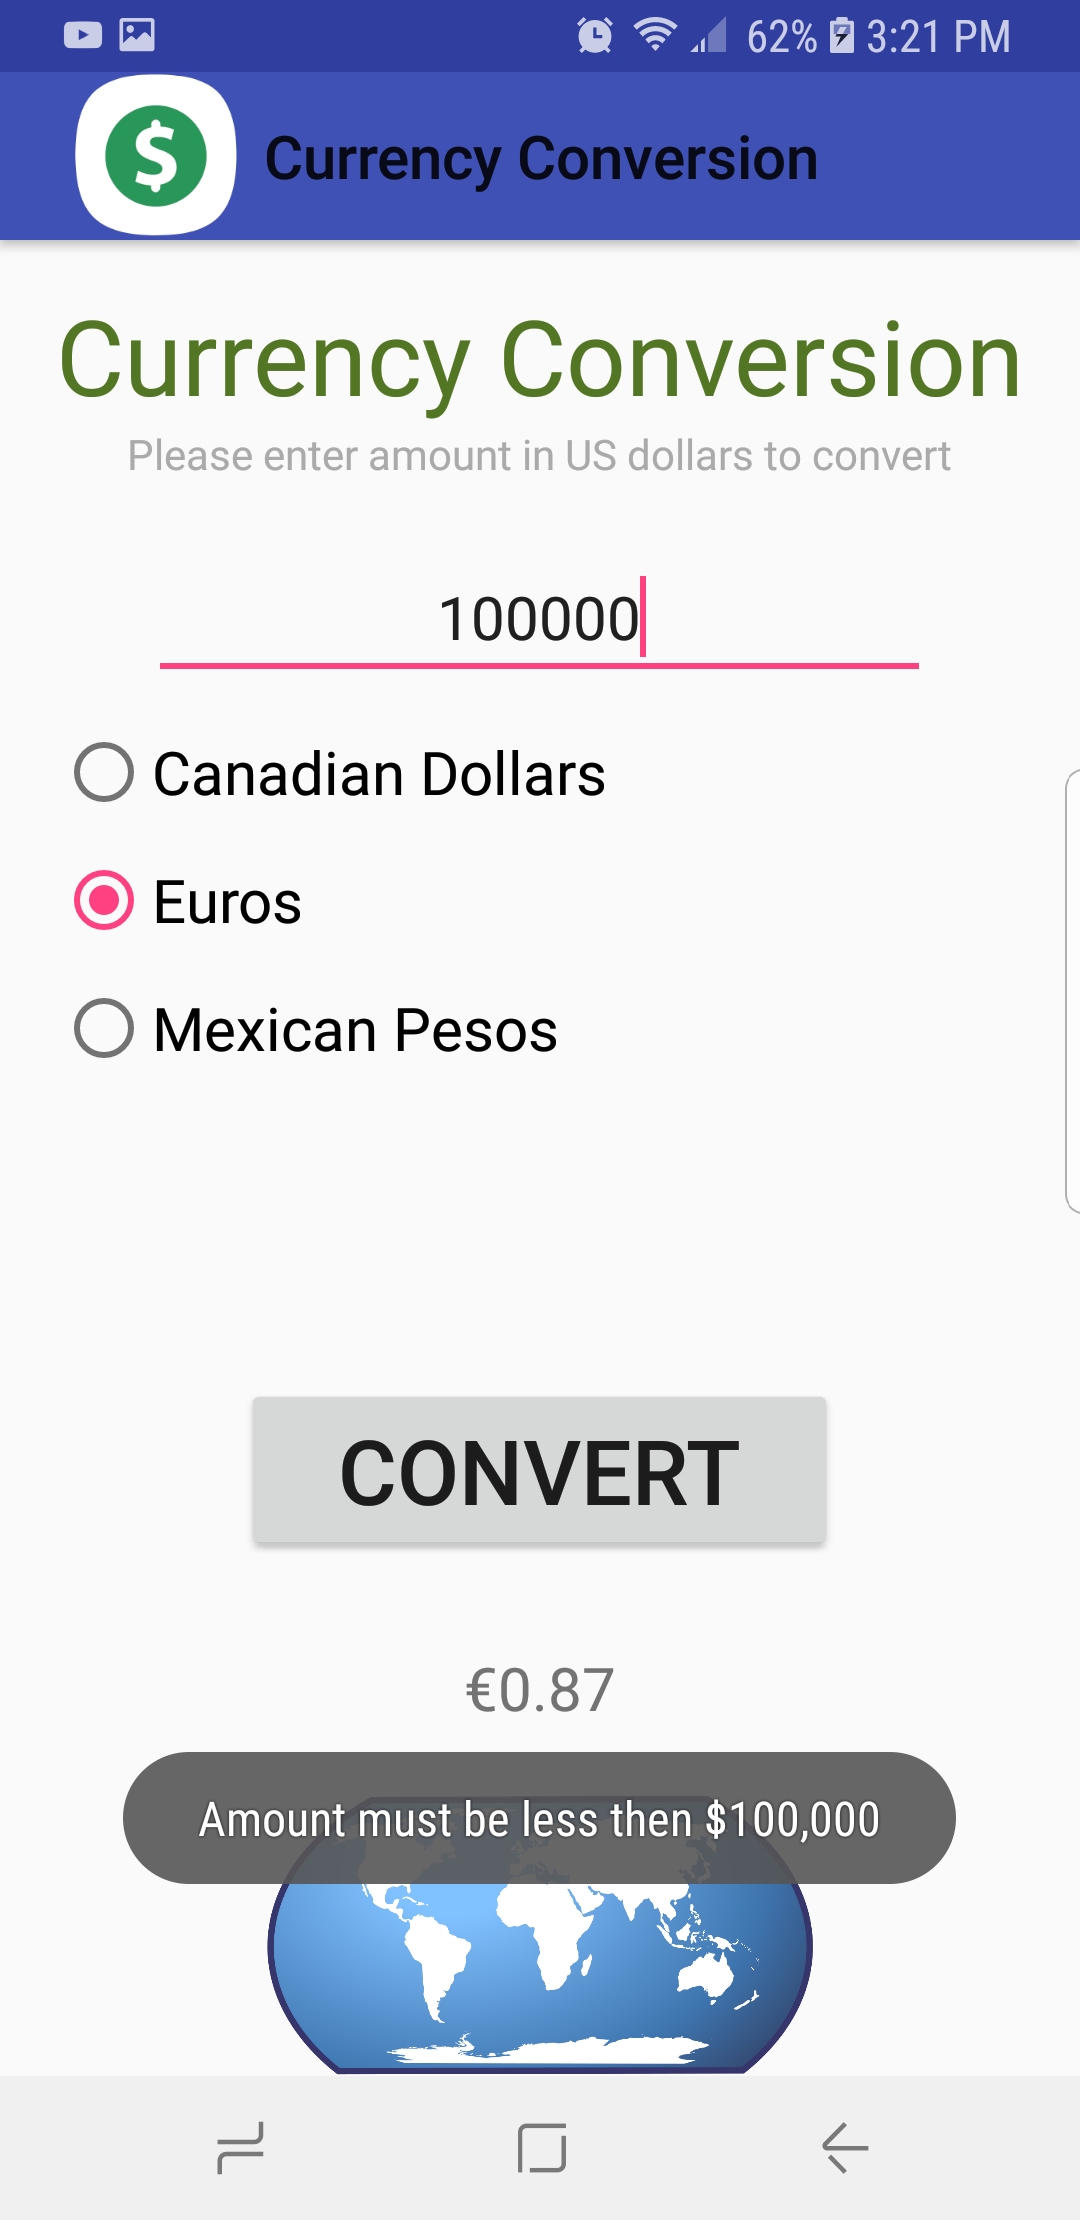 62% 3:21 PM
$ Currency Conversion
Currency Conversion
Please enter amount in US dollars to convert
100000
Canadian Dollars
Euros
Mexican Pesos
CONVERT
€0.87
Amount must be less then $100,000